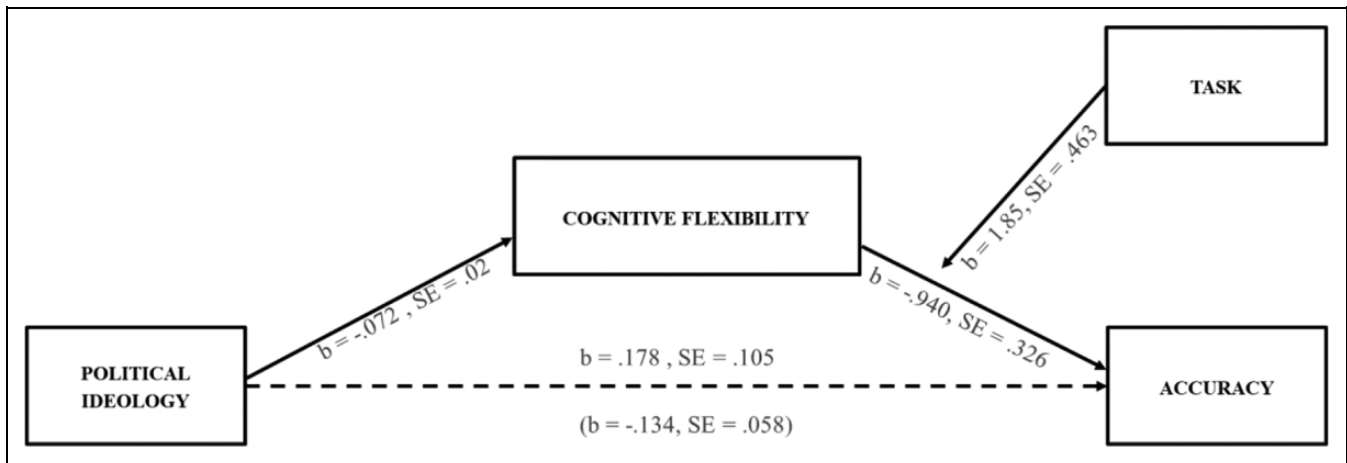 TASK
b = 1.85, SE = .463
COGNITIVE FLEXIBILITY
b = -.072 , SE = .02
b = -.940, SE = .326
POLITICAL
IDEOLOGY
b = .178 , SE = .105
ACCURACY
(b = -.134, SE = .058)